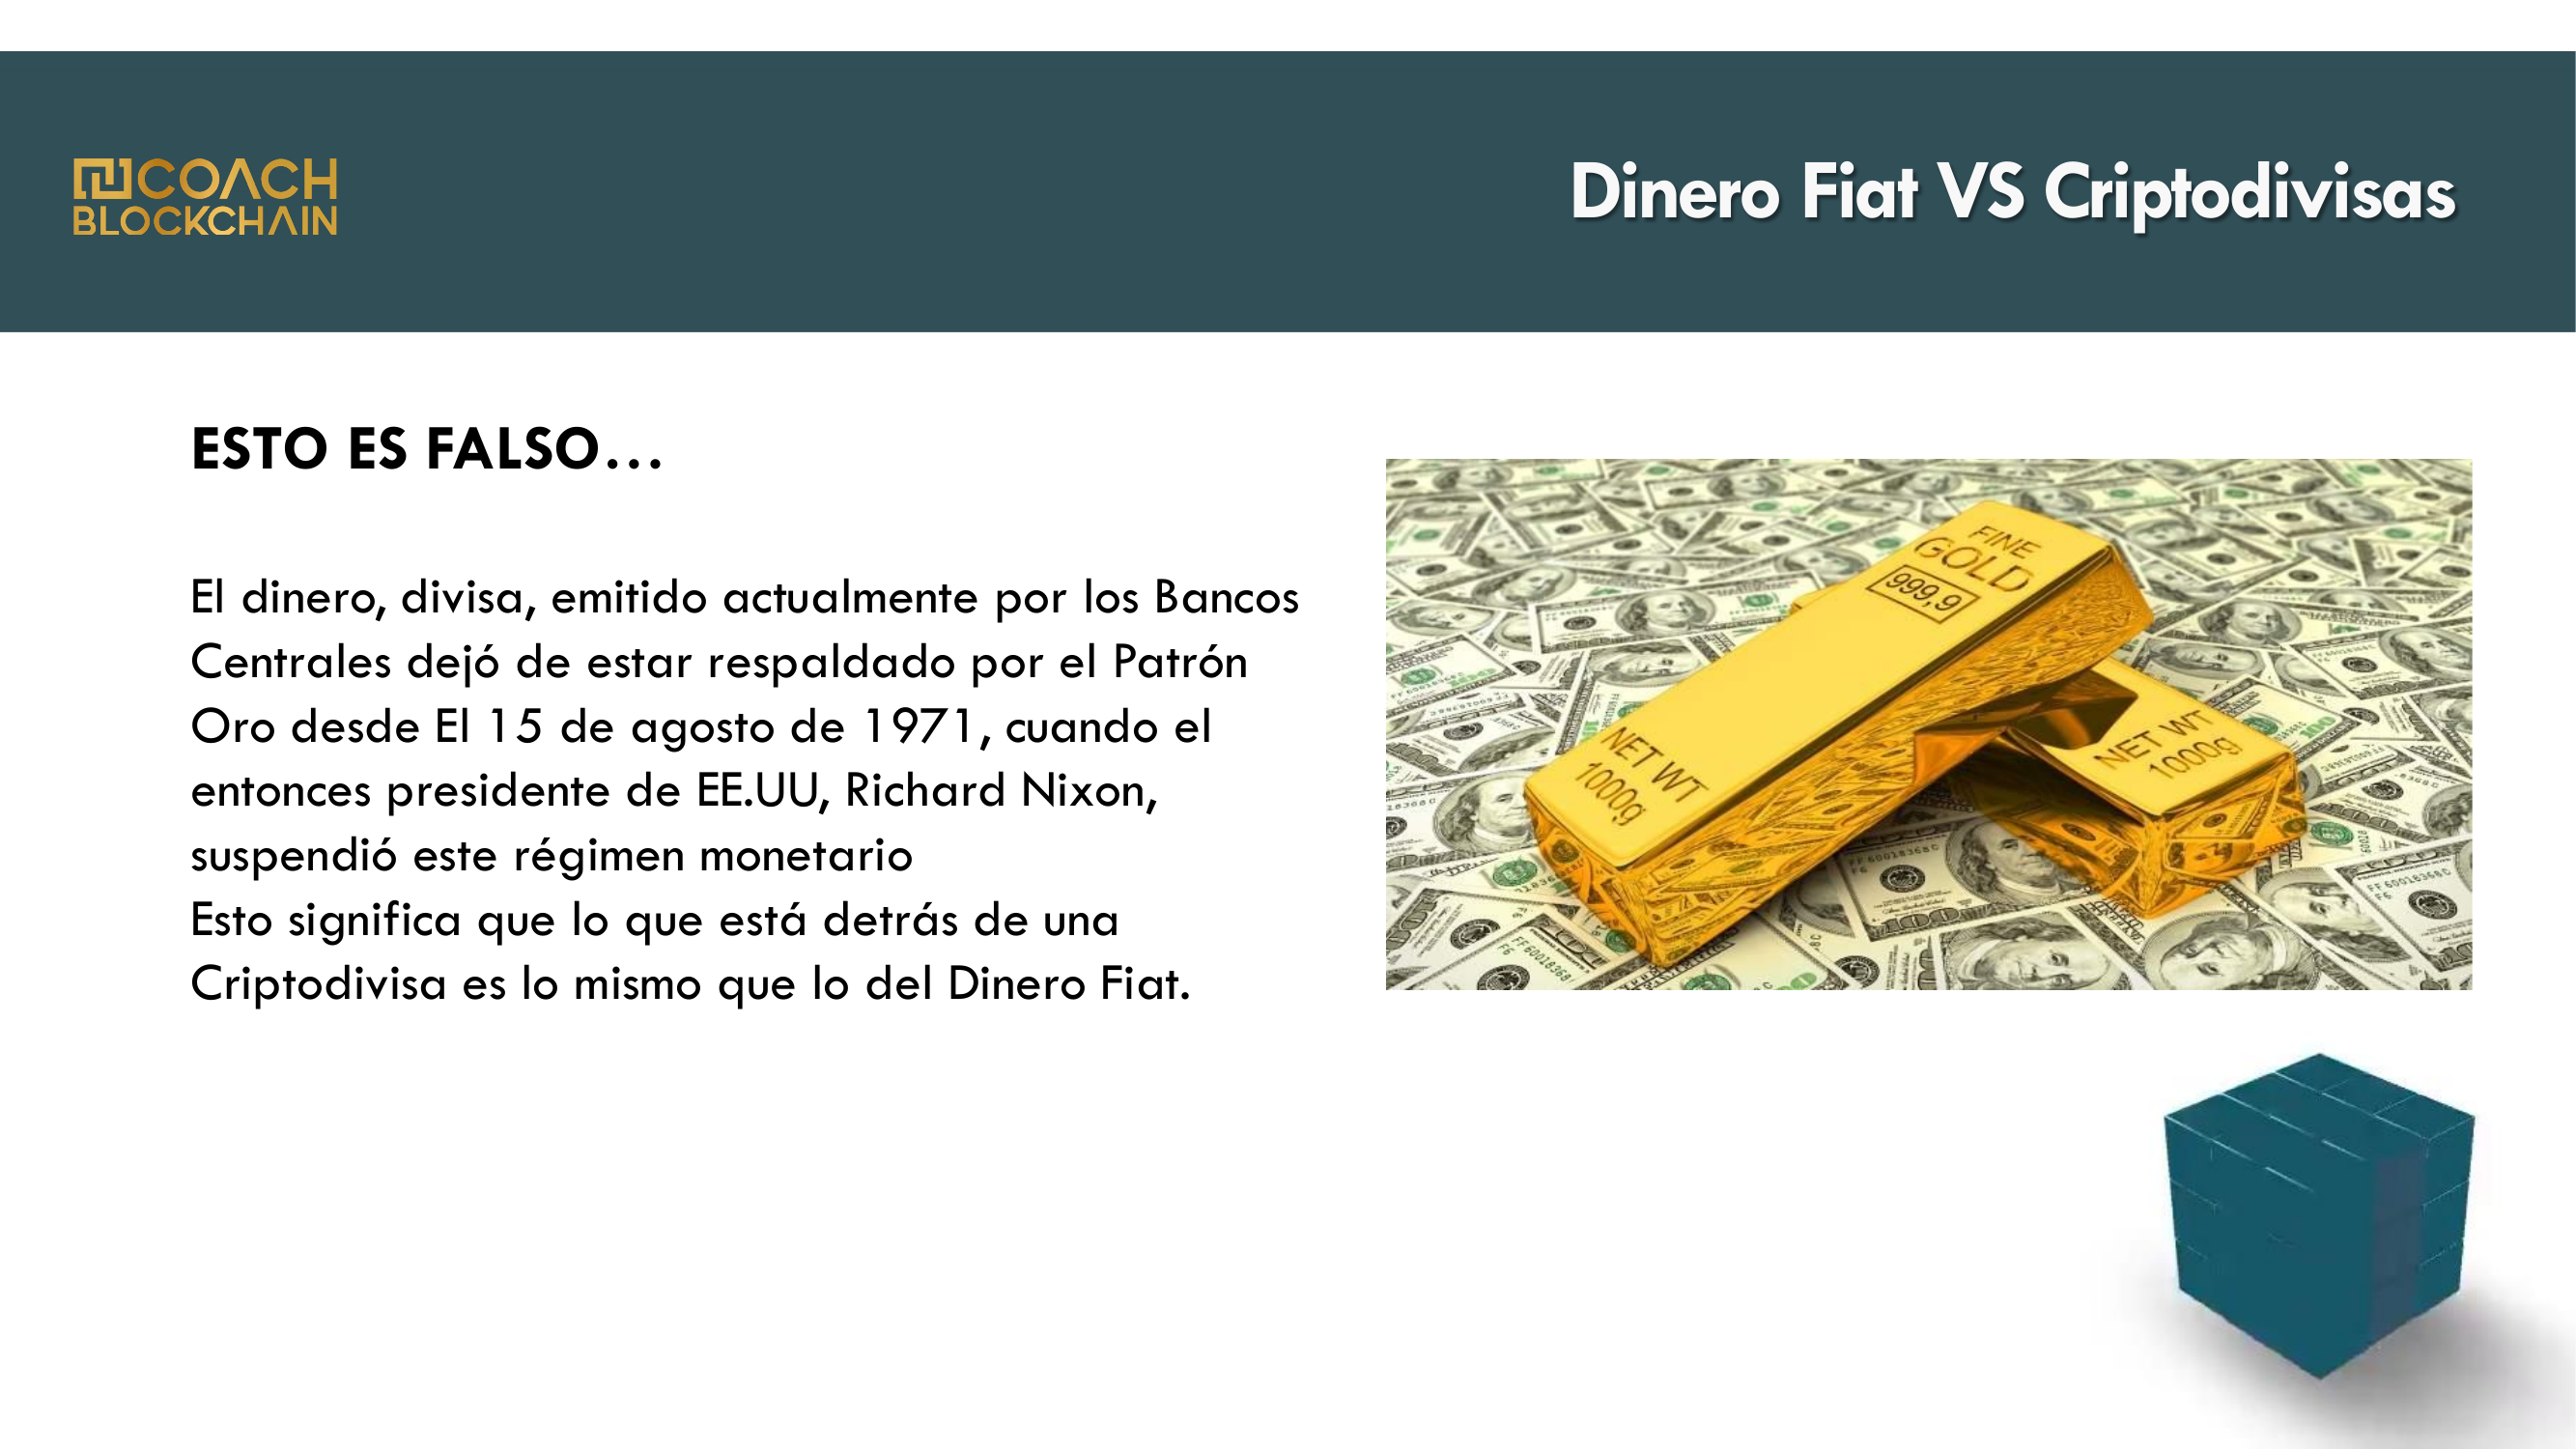 COACH
BLOCKCHAIN
Dinero Fiat VS Criptodivisas
ESTO ES FALSO...
El dinero, divisa, emitido actualmente por los Bancos
Centrales dejó de estar respaldado por el Patrón
Oro desde El 15 de agosto de 1971, cuando el
entonces presidente de EE.UU, Richard Nixon,
suspendió este régimen monetario
Esto significa que lo que está detrás de una
Criptodivisa es lo mismo que lo del Dinero Fiat.
FINE
GOLD
999,9
NET WT
1000g
NET WT
1000g